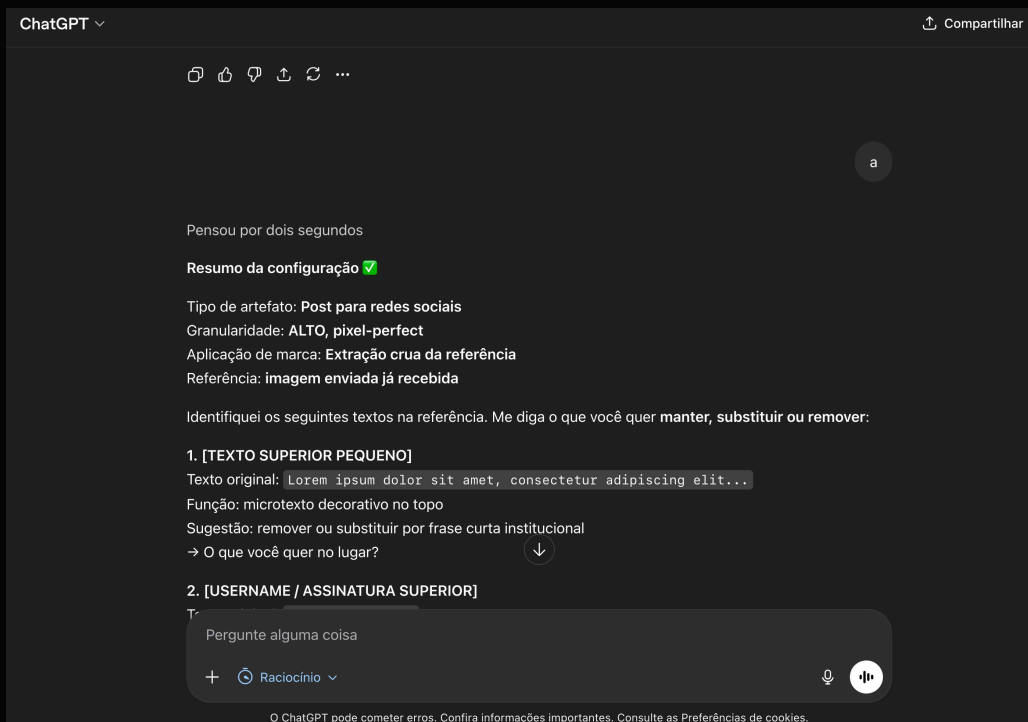 ChatGPT
Compartilhar
a
Pensou por dois segundos
Resumo da configuração ✅
Tipo de artefato: Post para redes sociais
Granularidade: ALTO, pixel-perfect
Aplicação de marca: Extração crua da referência
Referência: imagem enviada já recebida
Identifiquei os seguintes textos na referência. Me diga o que você quer manter, substituir ou remover:
1. [TEXTO SUPERIOR PEQUENO]
Texto original: Lorem ipsum dolor sit amet, consectetur adipiscing elit...
Função: microtexto decorativo no topo
Sugestão: remover ou substituir por frase curta institucional
→ O que você quer no lugar?
2. [USERNAME / ASSINATURA SUPERIOR]
Pergunte alguma coisa
Raciocínio
O ChatGPT pode cometer erros. Confira informações importantes. Consulte as Preferências de cookies.